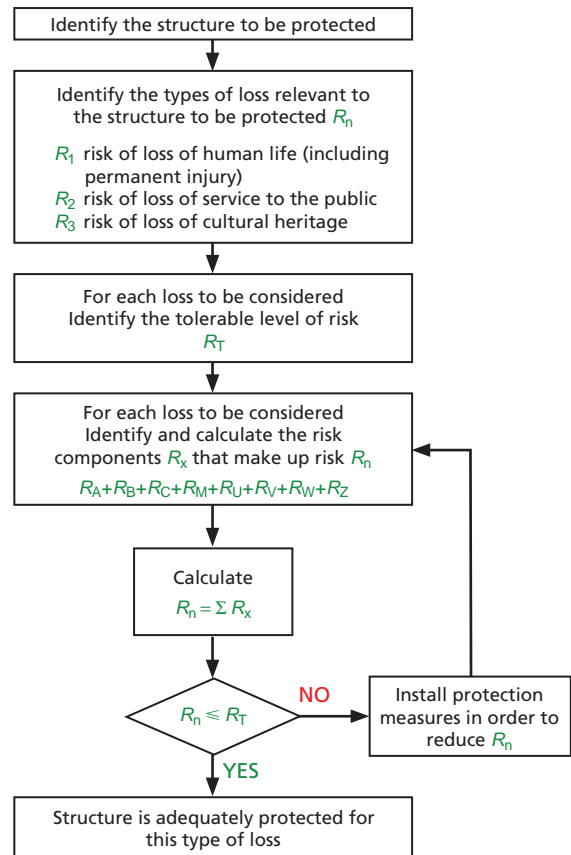 Identify the structure to be protected
Identify the types of loss relevant to
the structure to be protected Rn
R1 risk of loss of human life (including
permanent injury)
R2 risk of loss of service to the public
R3 risk of loss of cultural heritage
For each loss to be considered
Identify the tolerable level of risk
RT
For each loss to be considered
Identify and calculate the risk
components Rx that make up risk Rn
RA+RB+RC+RM+RU+RV+RW+RZ
Calculate
Rn = Σ Rx
Rn ≤ RT
NO
Install protection
measures in order to
reduce Rn
YES
Structure is adequately protected for
this type of loss